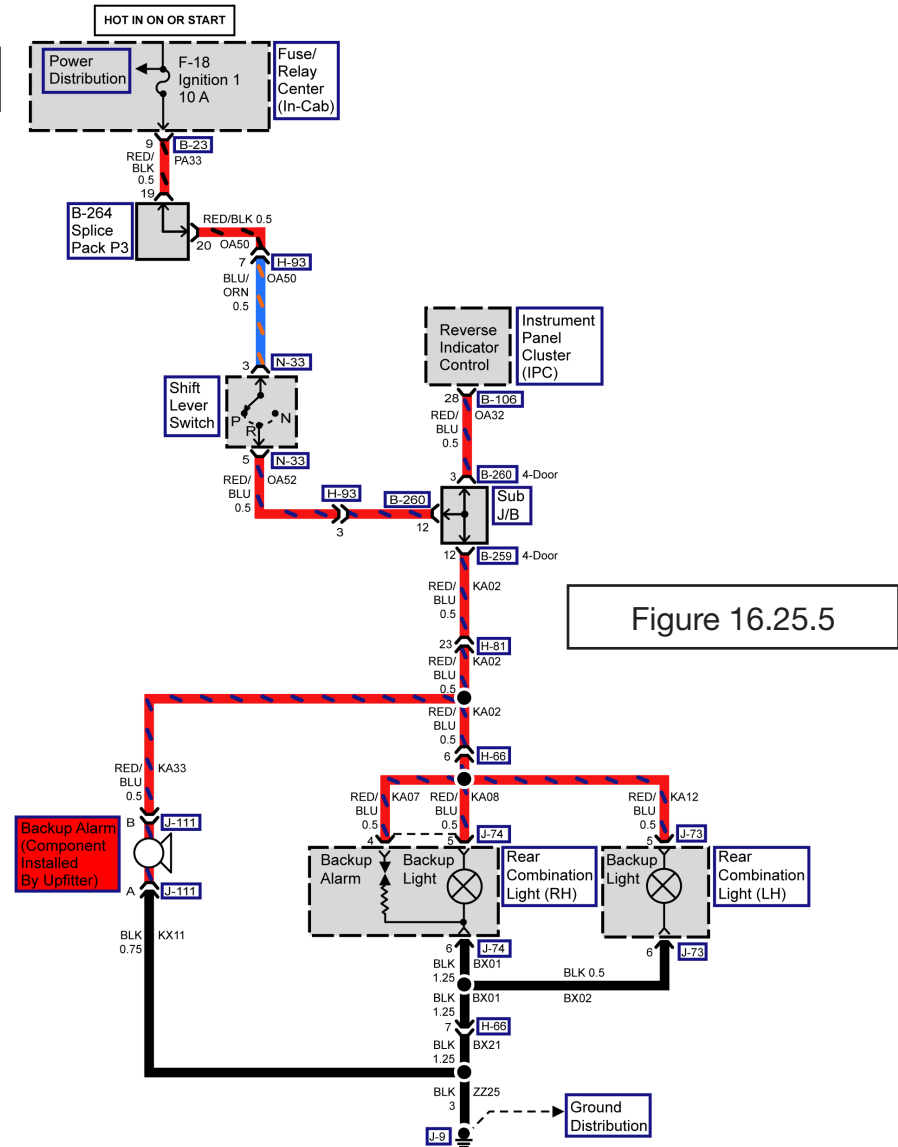 HOT IN ON OR START
Power
Distribution
F-18
Ignition 1
10 A
Fuse/
Relay
Center
(In-Cab)
9
B-23
RED/
BLK
0.5
PA33
19
B-264
Splice
Pack P3
RED/BLK 0.5
20
OA50
7
H-93
BLU/
ORN
0.5
OA50
3
N-33
Shift
Lever
Switch
P
R
N
5
N-33
RED/
BLU
0.5
OA52
H-93
3
B-260
12
Reverse
Indicator
Control
Instrument
Panel
Cluster
(IPC)
28
B-106
RED/
BLU
0.5
OA32
3
B-260
4-Door
Sub
J/B
12
B-259
4-Door
RED/
BLU
0.5
KA02
Figure 16.25.5
23
H-81
RED/
BLU
0.5
KA02
RED/
BLU
0.5
KA02
6
H-66
RED/
BLU
0.5
KA33
B
J-111
Backup Alarm
(Component
Installed
By Upfitter)
A
J-111
BLK
0.75
KX11
RED/
BLU
0.5
KA07
4
RED/
BLU
0.5
KA08
5
J-74
RED/
BLU
0.5
KA12
5
J-73
Backup
Alarm
Backup
Light
Rear
Combination
Light (RH)
Backup
Light
Rear
Combination
Light (LH)
6
J-74
BLK
1.25
BX01
6
J-73
BLK 0.5
BX02
BLK
1.25
BX01
7
H-66
BLK
1.25
BX21
BLK
3
ZZ25
Ground
Distribution
J-9